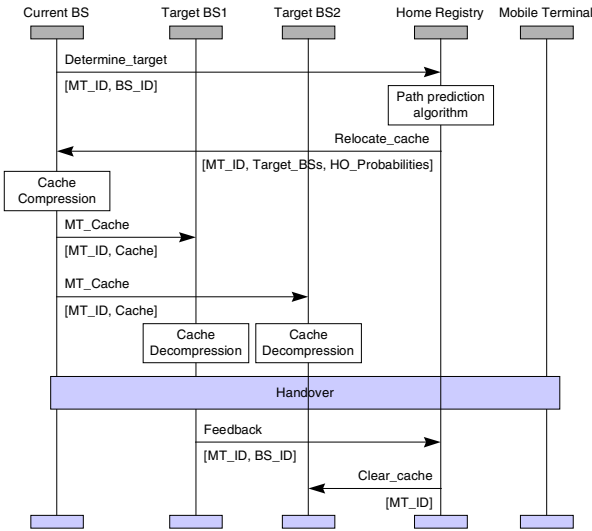 Current BS
Target BS1
Target BS2
Home Registry
Mobile Terminal
Determine_target
[MT_ID, BS_ID]
Path prediction
algorithm
Relocate_cache
[MT_ID, Target_BSs, HO_Probabilities]
Cache
Compression
MT_Cache
[MT_ID, Cache]
MT_Cache
[MT_ID, Cache]
Cache
Decompression
Cache
Decompression
Handover
Feedback
[MT_ID, BS_ID]
Clear_cache
[MT_ID]